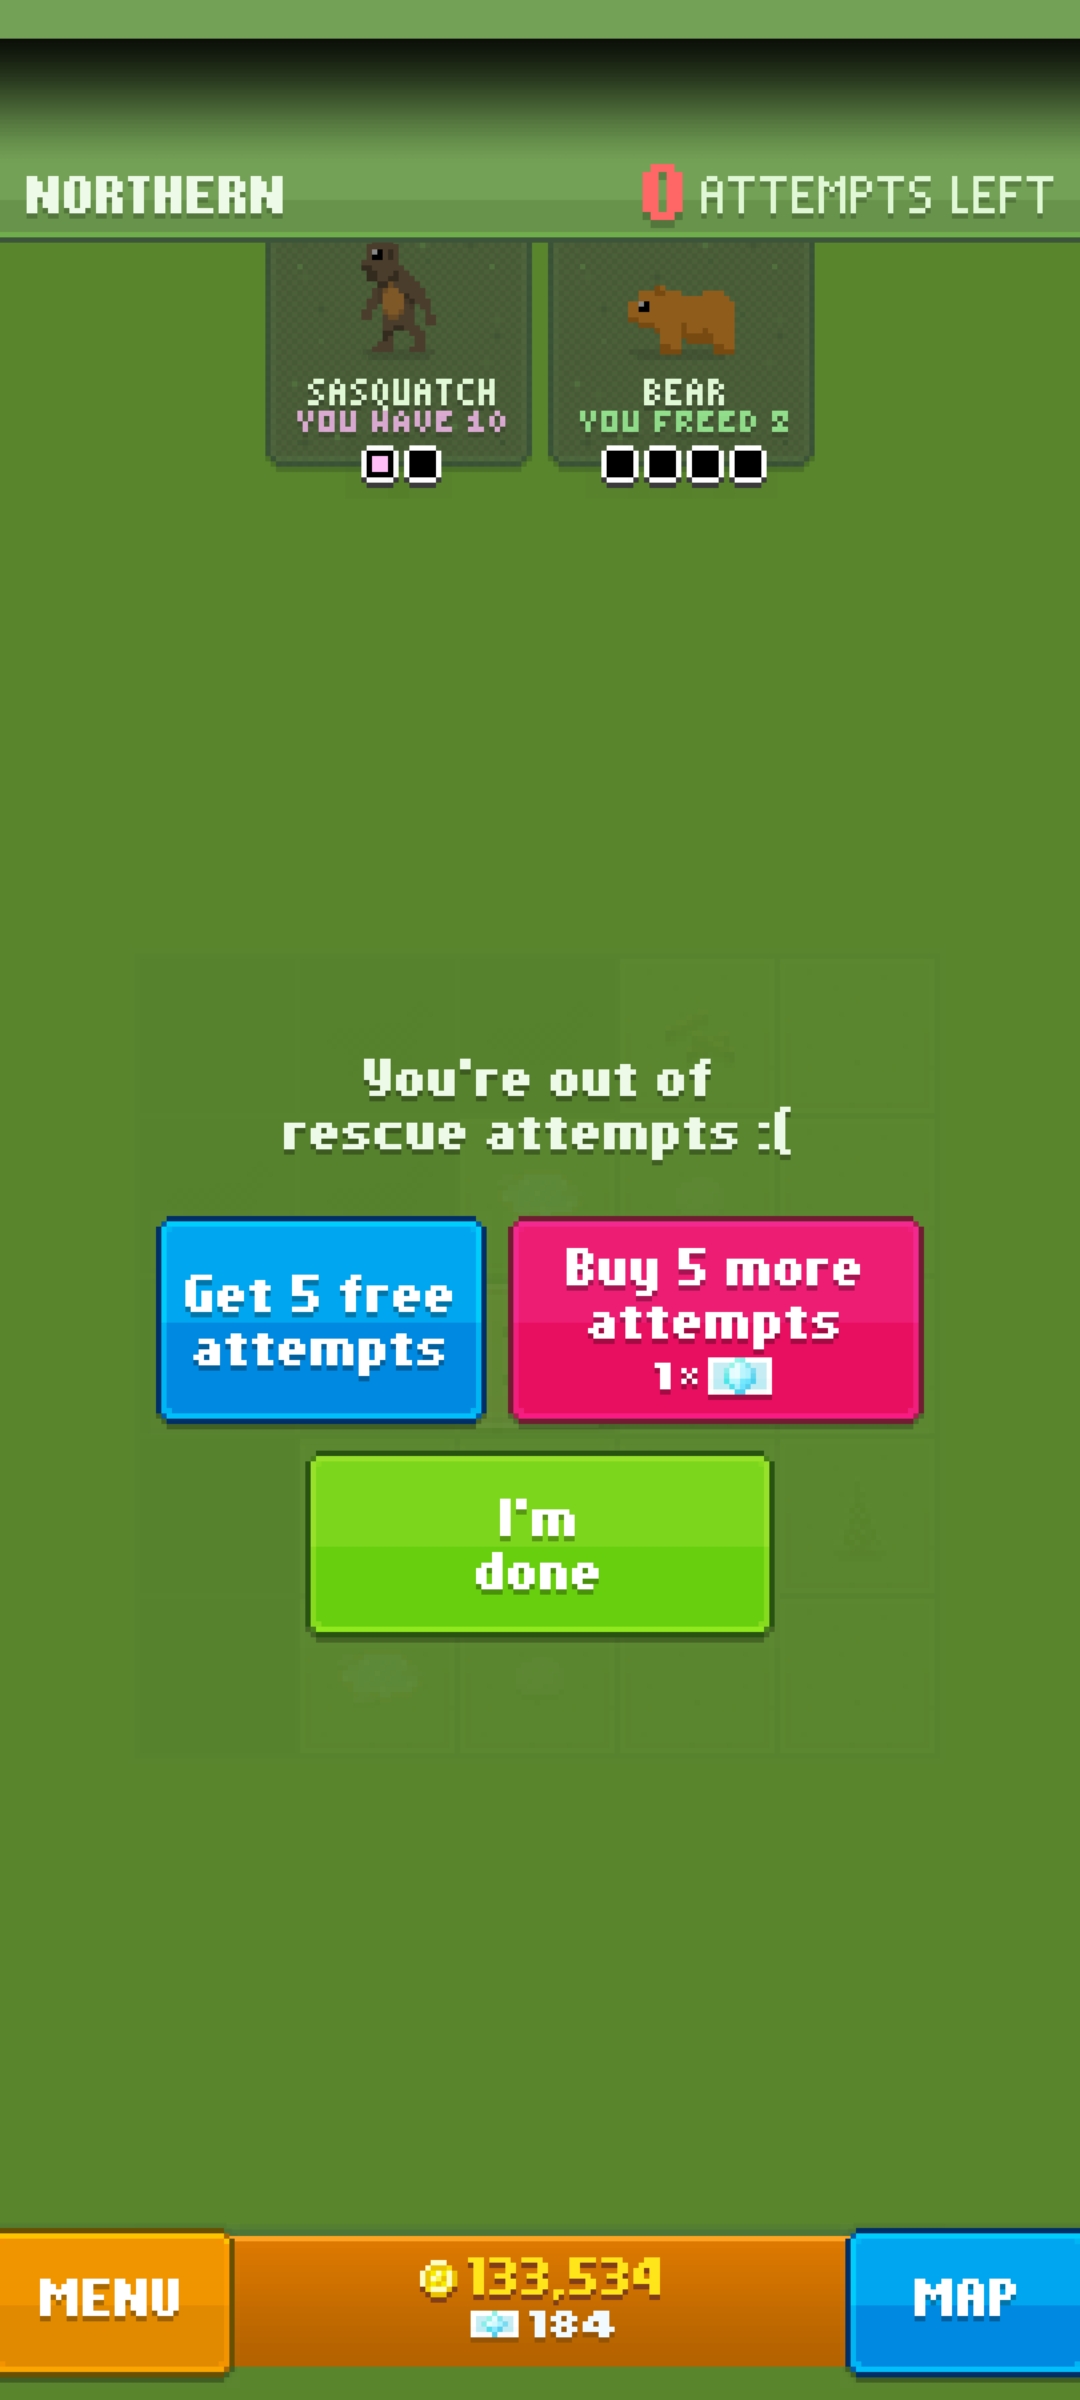 NORTHERN
0 ATTEMPTS LEFT
SASQUATCH
YOU HAVE 10
BEAR
YOU FREED 2
You're out of
rescue attempts :(
Get 5 free
attempts
Buy 5 more
attempts
1×
I'm
done
MENU
133,534
184
MAP